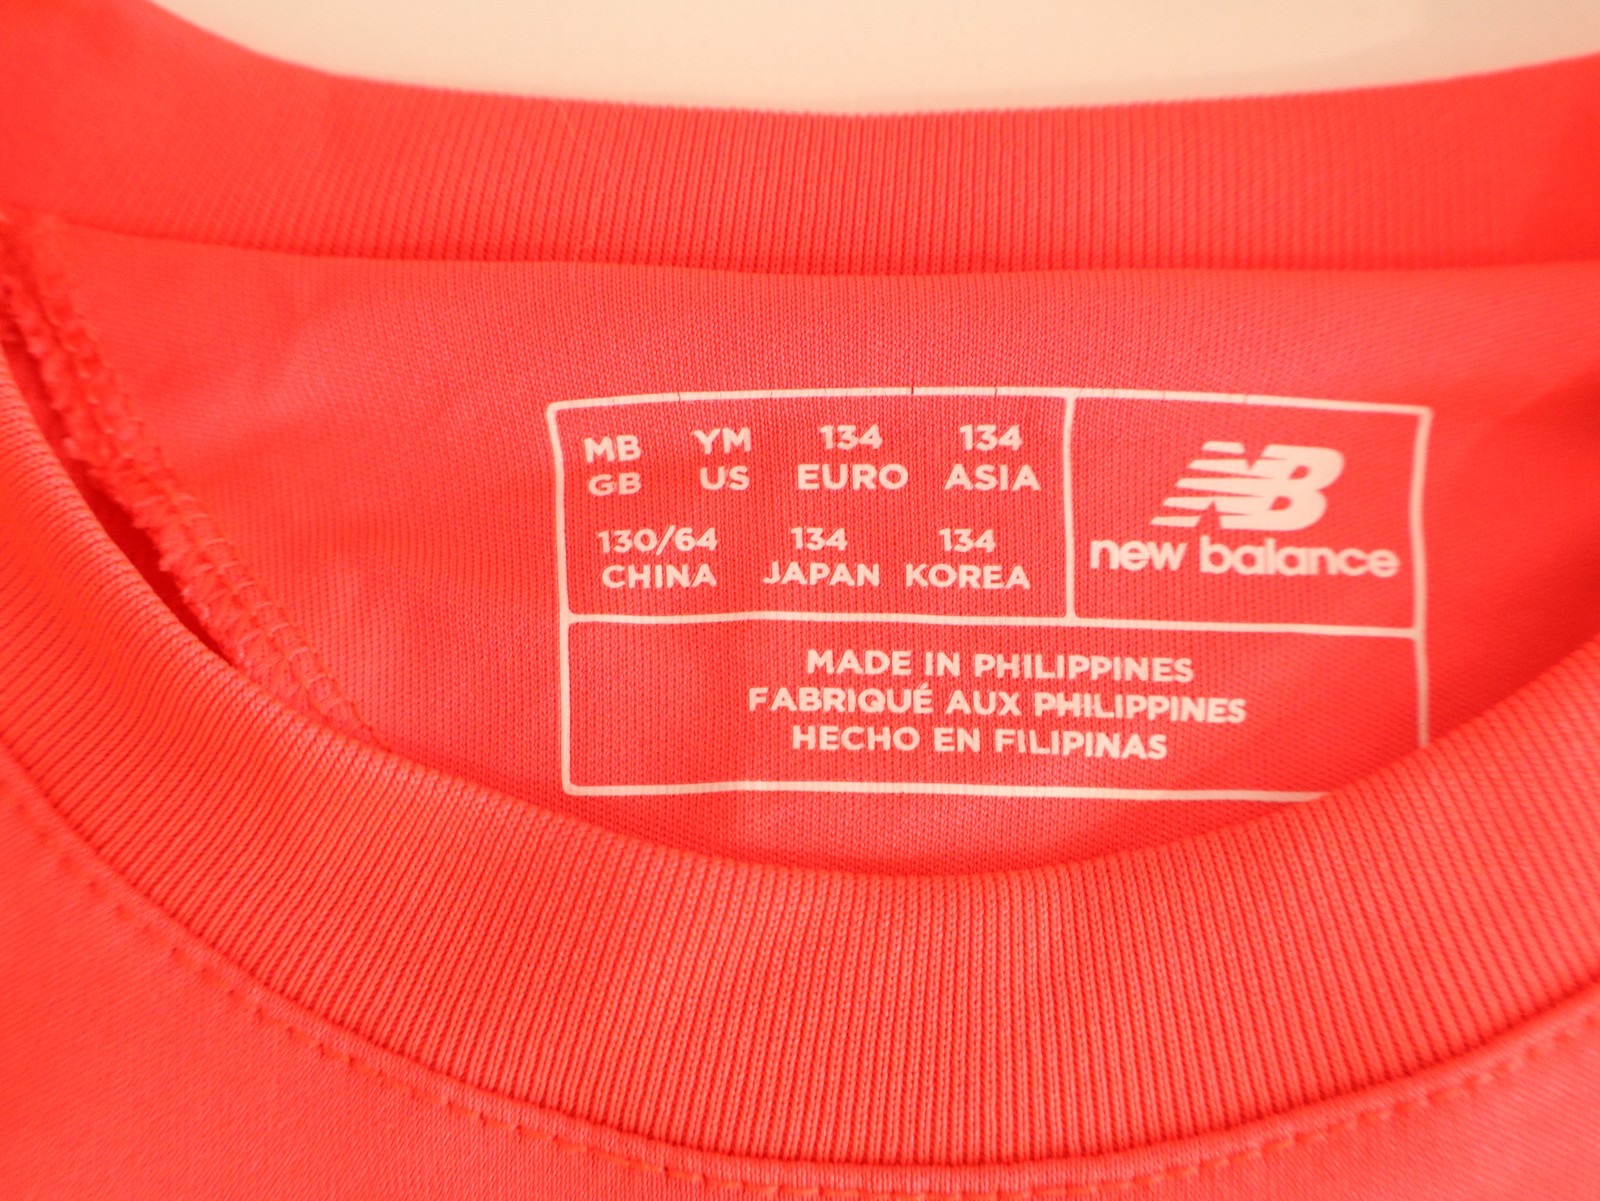 MB YM 134 134
GB US EURO ASIA
130/64 134 134
CHINA JAPAN KOREA
NB
new balance
MADE IN PHILIPPINES
FABRIQUÉ AUX PHILIPPINES
HECHO EN FILIPINAS